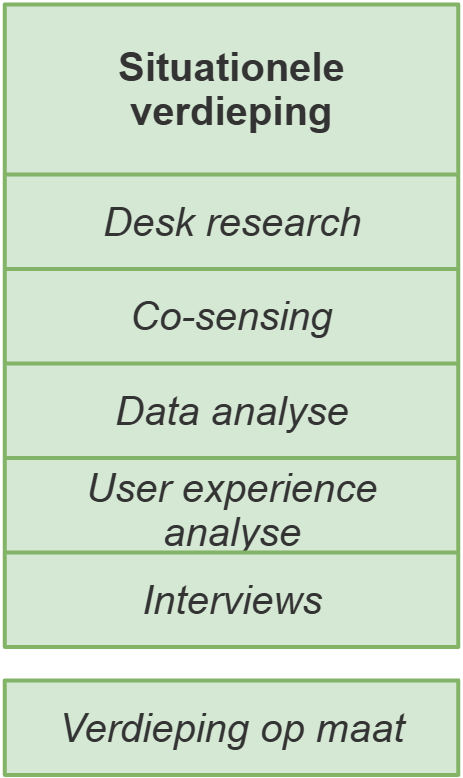 Situationele
verdieping
Desk research
Co-sensing
Data analyse
User experience
analyse
Interviews
Verdieping op maat